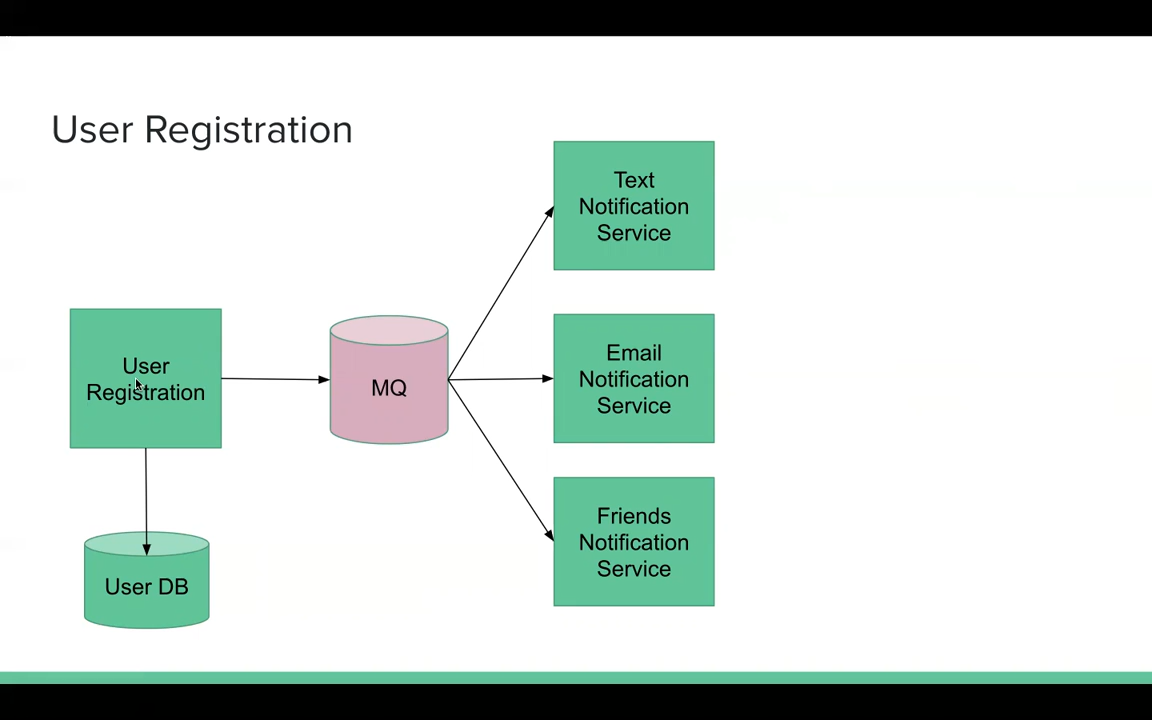 User Registration
Text
Notification
Service
User
Registration
MQ
Email
Notification
Service
Friends
Notification
Service
User DB